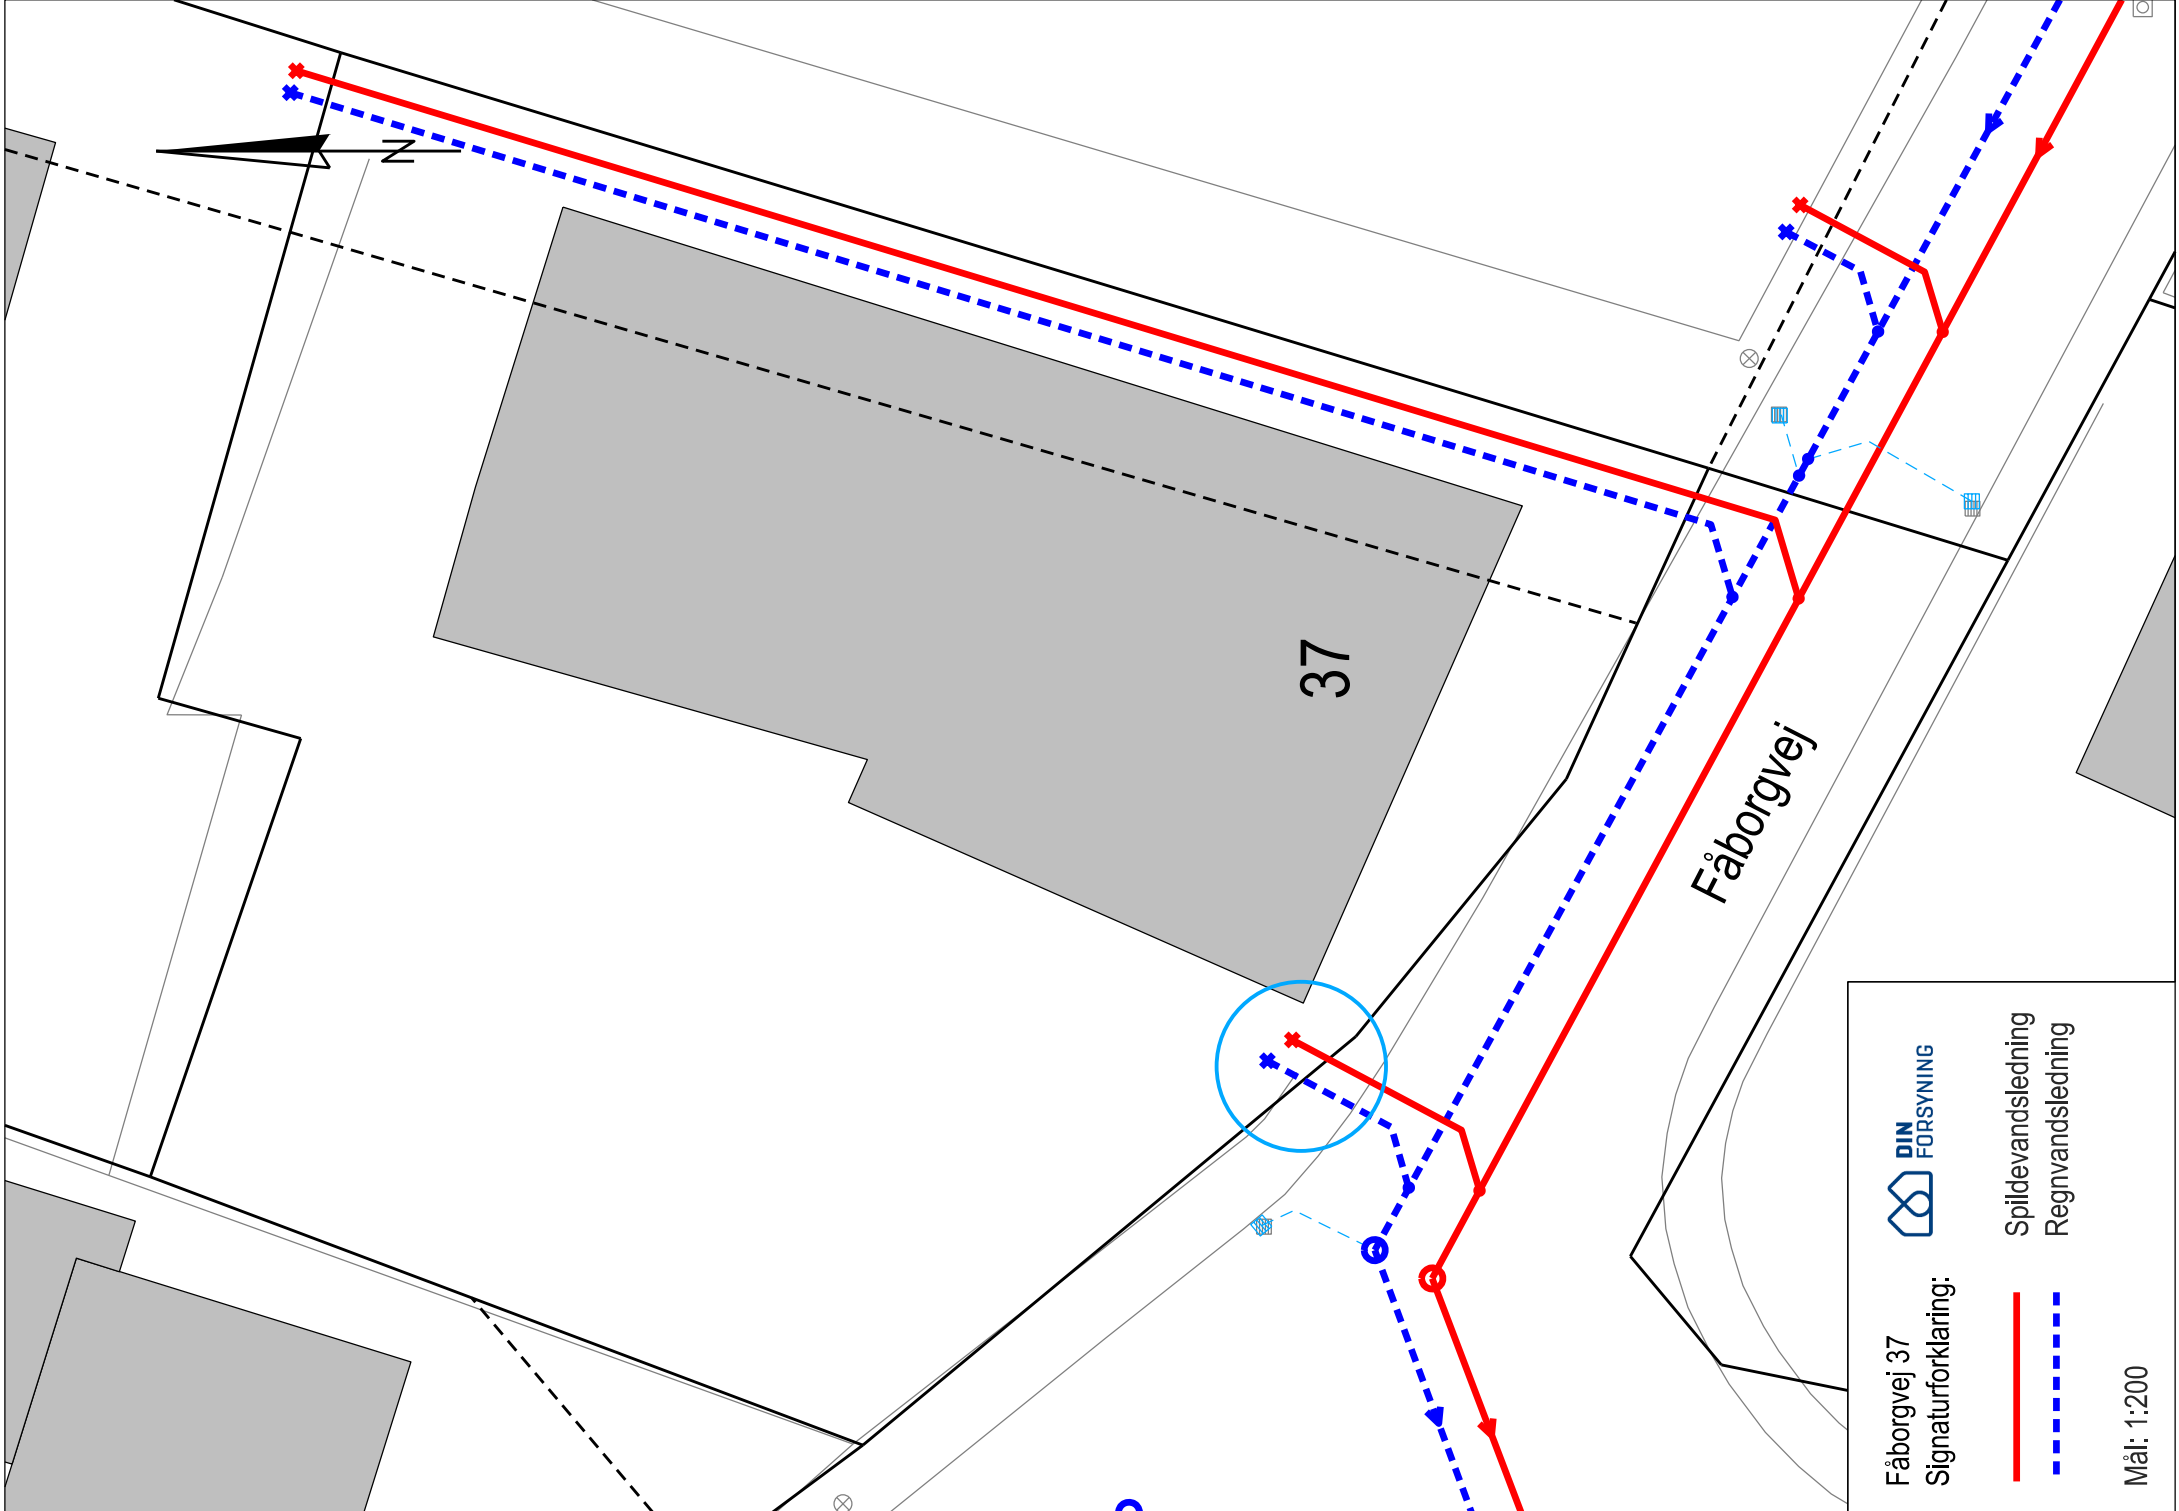 N
37
Fåborgvej
Fåborgvej 37
Signaturforklaring:
DIN
FORSYNING
Spildevandsledning
Regnvandsledning
Mål: 1:200